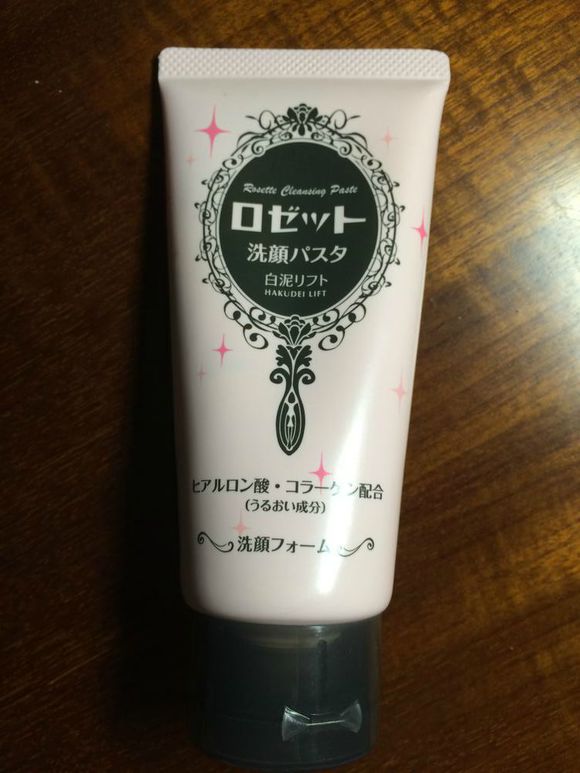 Rosette Cleansing Paste
ロゼット
洗顔パスタ
白泥リフト
HAKUDEI LIFT
ヒアルロン酸・コラーゲン配合
(うるおい成分)
洗顔フォーム